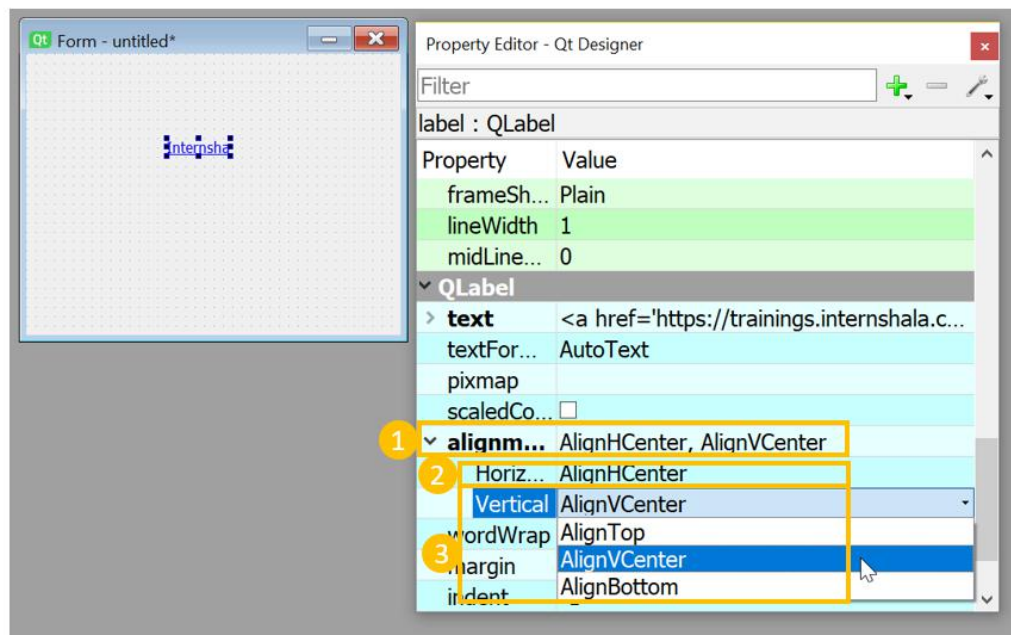 Qt Form - untitled*
Internsha
Property Editor - Qt Designer
Filter
label : QLabel
Property Value
frameSh... Plain
lineWidth 1
midLine... 0
QLabel
text <a href='https://trainings.internshala.c...
textFor... AutoText
pixmap
scaledCo...
1 alignm... AlignHCenter, AlignVCenter
2 Horiz... AlignHCenter
Vertical AlignVCenter
wordWrap AlignTop
3 margin AlignVCenter
indent AlignBottom